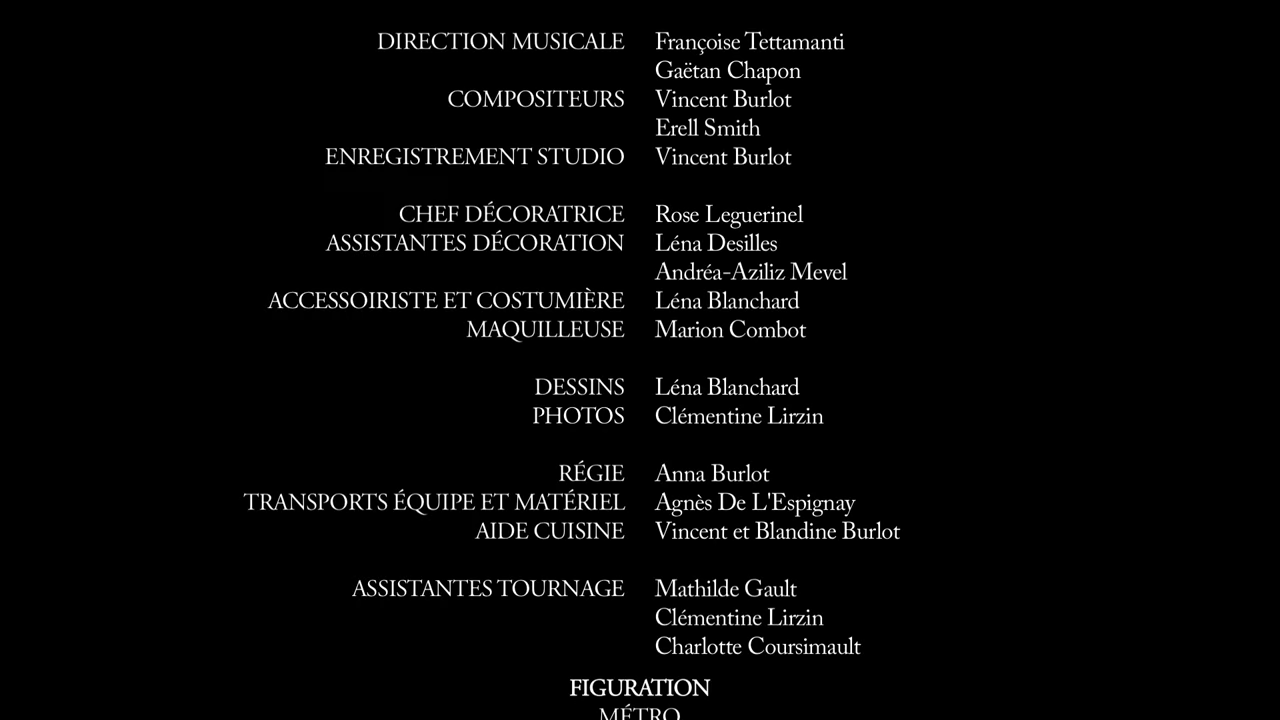 DIRECTION MUSICALE Françoise Tettamanti
Gaëtan Chapon
COMPOSITEURS Vincent Burlot
Erell Smith
ENREGISTREMENT STUDIO Vincent Burlot
CHEF DÉCORATRICE Rose Leguerinel
ASSISTANTES DÉCORATION Léna Desilles
Andréa-Aziliz Mevel
ACCESSOIRISTE ET COSTUMIÈRE Léna Blanchard
MAQUILLEUSE Marion Combot
DESSINS Léna Blanchard
PHOTOS Clémentine Lirzin
RÉGIE Anna Burlot
TRANSPORTS ÉQUIPE ET MATÉRIEL Agnès De L'Espignay
AIDE CUISINE Vincent et Blandine Burlot
ASSISTANTES TOURNAGE Mathilde Gault
Clémentine Lirzin
Charlotte Coursimault
FIGURATION
MÉTRO